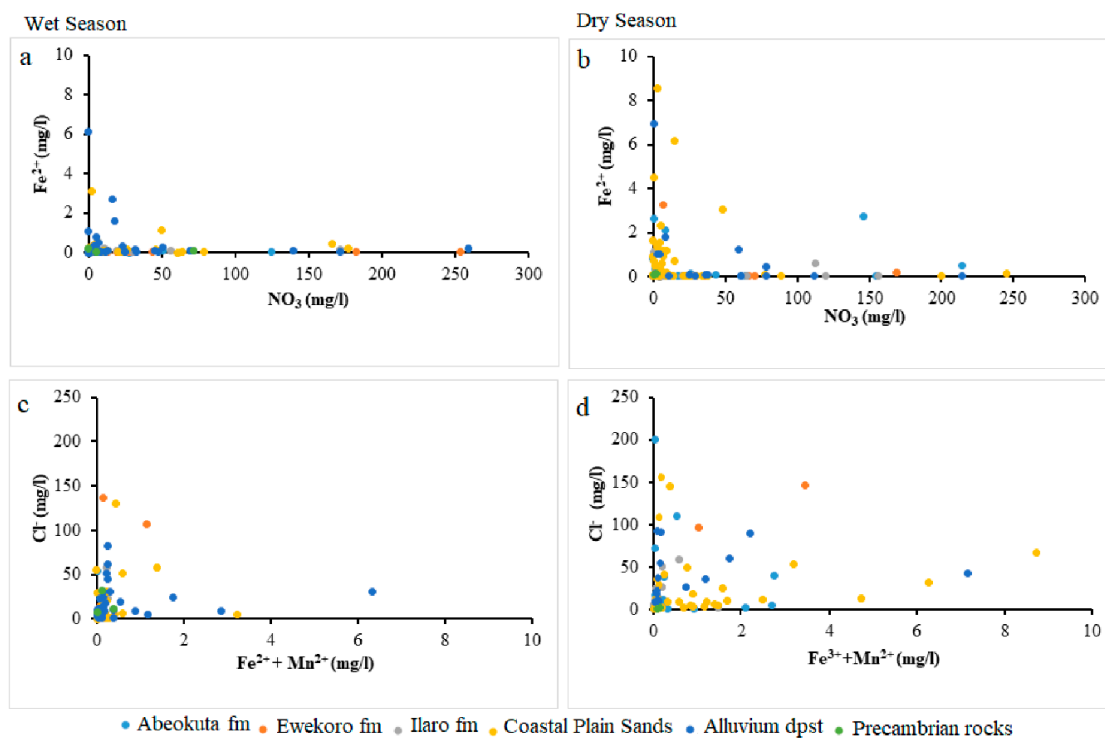 Wet Season
Dry Season
a
10
8
6
4
2
0
Fe²⁺ (mg/l)
0 50 100 150 200 250 300
NO₃ (mg/l)
b
10
8
6
4
2
0
Fe²⁺ (mg/l)
0 50 100 150 200 250 300
NO₃ (mg/l)
c
250
200
150
100
50
0
Cl⁻ (mg/l)
0 2 4 6 8 10
Fe²⁺ + Mn²⁺ (mg/l)
d
250
200
150
100
50
0
Cl⁻ (mg/l)
0 2 4 6 8 10
Fe³⁺+Mn²⁺ (mg/l)
Abeokuta fm Ewekoro fm Ilaro fm Coastal Plain Sands Alluvium dpst Precambrian rocks